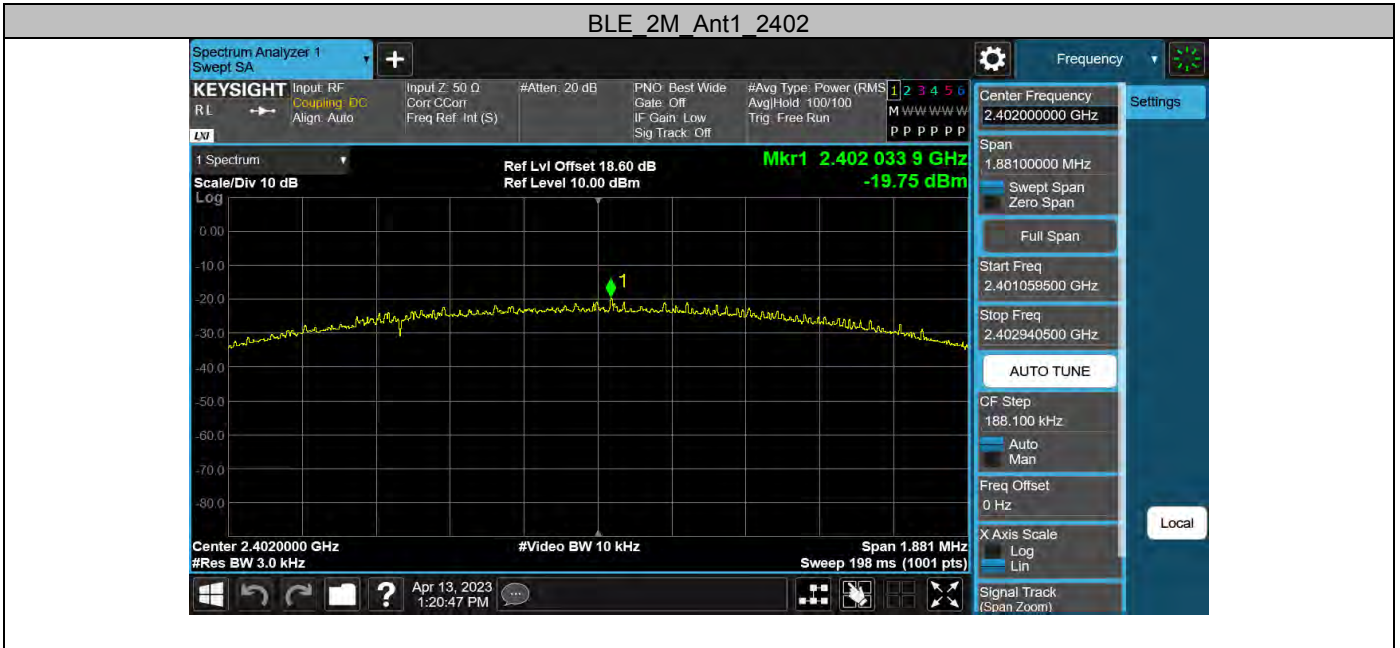 BLE_2M_Ant1_2402
Spectrum Analyzer 1
Swept SA
+
Frequency
KEYSIGHT
RL
LXI
Input: RF
Coupling: DC
Align: Auto
Input Z: 50 Ω
Corr CCorr
Freq Ref: Int (S)
#Atten: 20 dB
PNO: Best Wide
Gate: Off
IF Gain: Low
Sig Track: Off
#Avg Type: Power (RMS
Avg|Hold: 100/100
Trig: Free Run
1 2 3 4 5 6
M W W W W W
P P P P P P
1 Spectrum
Scale/Div 10 dB
Log
Ref Lvl Offset 18.60 dB
Ref Level 10.00 dBm
Mkr1 2.402 033 9 GHz
-19.75 dBm
0.00
-10.0
-20.0
-30.0
-40.0
-50.0
-60.0
-70.0
-80.0
1
Center 2.4020000 GHz
#Res BW 3.0 kHz
#Video BW 10 kHz
Span 1.881 MHz
Sweep 198 ms (1001 pts)
?
Apr 13, 2023
1:20:47 PM
Center Frequency
2.402000000 GHz
Span
1.88100000 MHz
Swept Span
Zero Span
Full Span
Start Freq
2.401059500 GHz
Stop Freq
2.402940500 GHz
AUTO TUNE
CF Step
188.100 kHz
Auto
Man
Freq Offset
0 Hz
X Axis Scale
Log
Lin
Signal Track
(Span Zoom)
Settings
Local